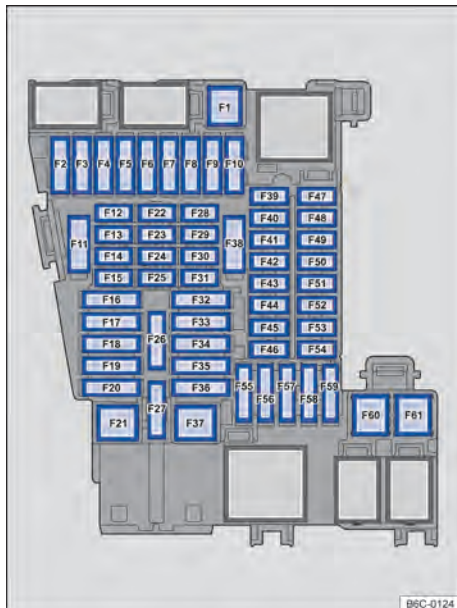 F1
F2 F3 F4 F5 F6 F7 F8 F9 F10
F39 F47
F12 F22 F28 F40 F48
F11 F13 F23 F29 F38 F41 F49
F14 F24 F30 F42 F50
F15 F25 F31 F43 F51
F16 F32 F44 F52
F17 F33 F45 F53
F26
F18 F34 F46 F54
F19 F35
F20 F36 F55 F56 F57 F58 F59
F27
F21 F37 F60 F61
B6C-0124